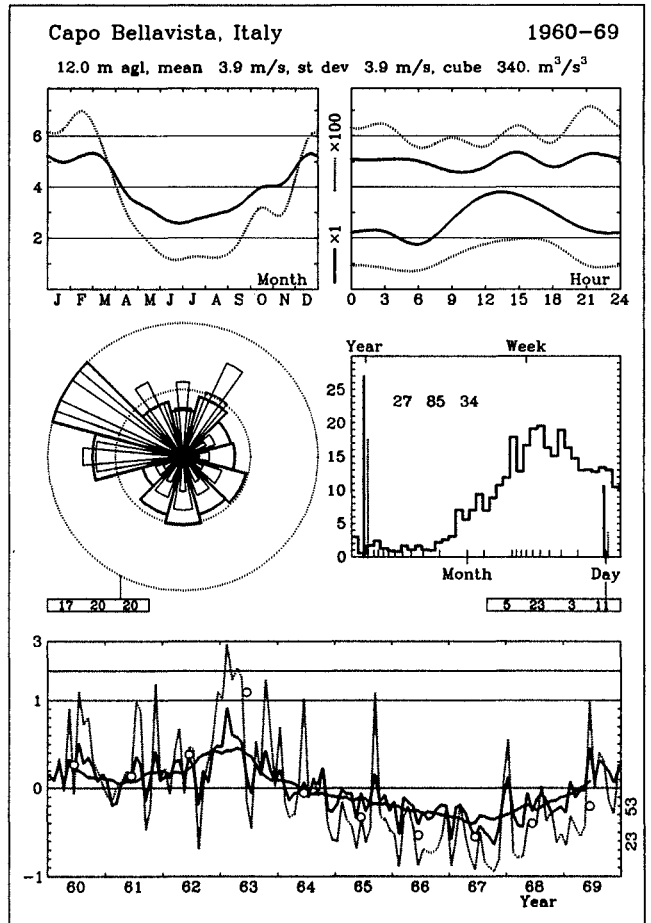 Capo Bellavista, Italy 1960-69
12.0 m agl, mean 3.9 m/s, st dev 3.9 m/s, cube 340. m³/s³
6
4
2
J F M A M J J A S O N D
Month
×1 ×100
0 3 6 9 12 15 18 21 24
Hour
17 20 20
Year Week
25
20
15
10
5
0
27 85 34
Month Day
5 23 3 11
3
1
0
-1
60 61 62 63 64 65 66 67 68 69
Year
23 53